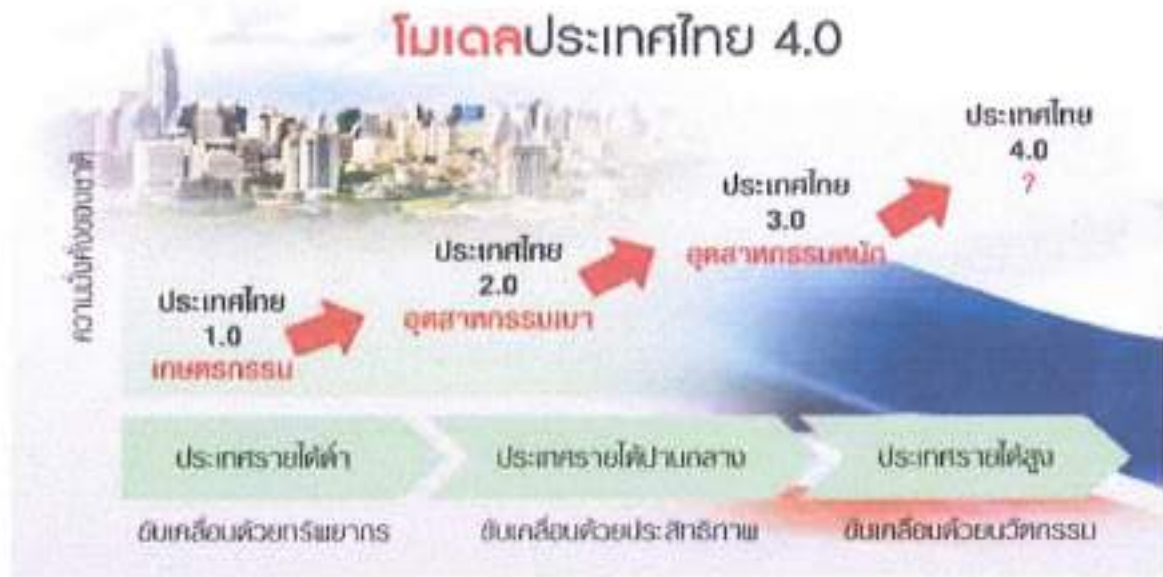 โมเดลประเทศไทย 4.0
ความมั่งคั่งของชาติ
ประเทศไทย
1.0
เกษตรกรรม
ประเทศไทย
2.0
อุตสาหกรรมเบา
ประเทศไทย
3.0
อุตสาหกรรมหนัก
ประเทศไทย
4.0
?
ประเทศรายได้ต่ำ
ประเทศรายได้ปานกลาง
ประเทศรายได้สูง
ขับเคลื่อนด้วยทรัพยากร
ขับเคลื่อนด้วยประสิทธิภาพ
ขับเคลื่อนด้วยนวัตกรรม